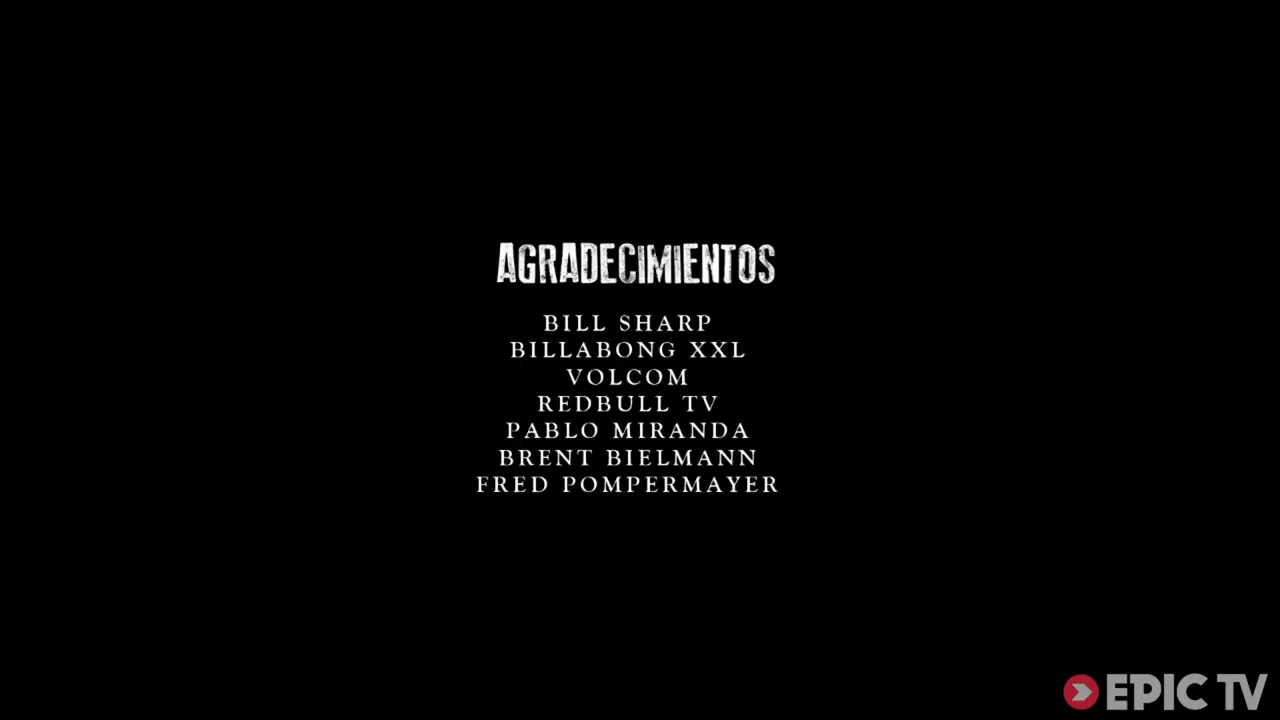 AGRADECIMIENTOS
BILL SHARP
BILLABONG XXL
VOLCOM
REDBULL TV
PABLO MIRANDA
BRENT BIELMANN
FRED POMPERMAYER
EPIC TV